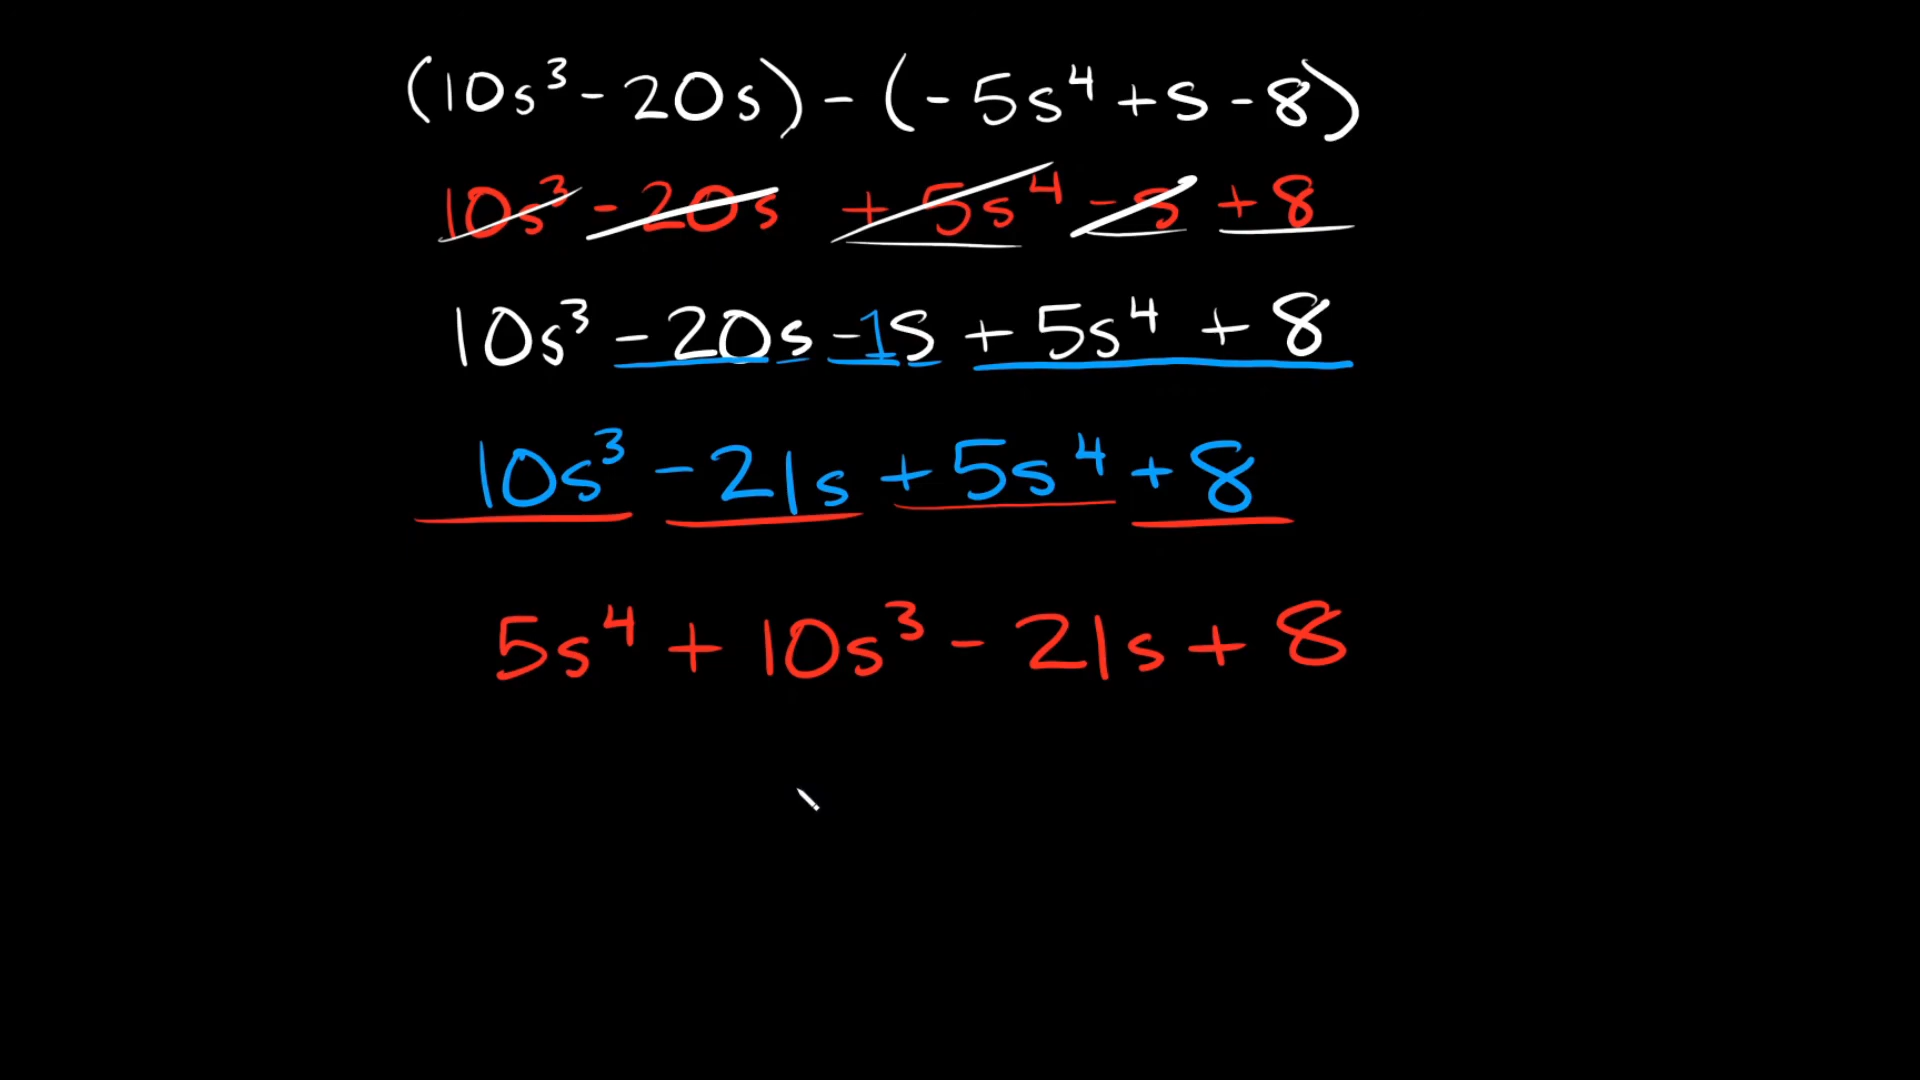 (10s³ - 20s) - (-5s⁴ + s - 8)
10s³ - 20s + 5s⁴ - s + 8
10s³ - 20s - 1s + 5s⁴ + 8
10s³ - 21s + 5s⁴ + 8
5s⁴ + 10s³ - 21s + 8